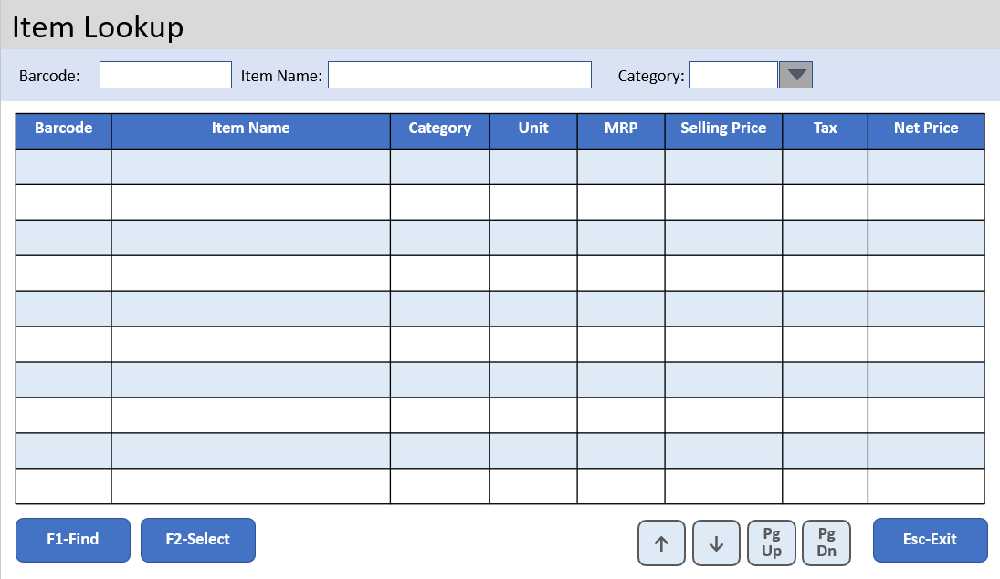 Item Lookup
Barcode: Item Name: Category:
Barcode Item Name Category Unit MRP Selling Price Tax Net Price
F1-Find F2-Select ↑ ↓ Pg Up Pg Dn Esc-Exit